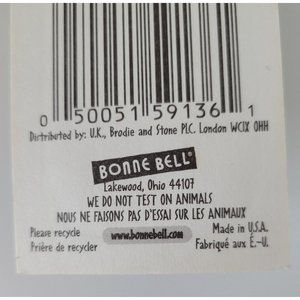 0 50051 59136 1
Distributed by: U.K., Brodie and Stone PLC. London WC1X 0HH
BONNE BELL®
Lakewood, Ohio 44107
WE DO NOT TEST ON ANIMALS
NOUS NE FAISONS PAS D'ESSAI SUR LES ANIMAUX
Please recycle www.bonnebell.com Made in U.S.A.
Prière de recycler Fabriqué aux É.-U.